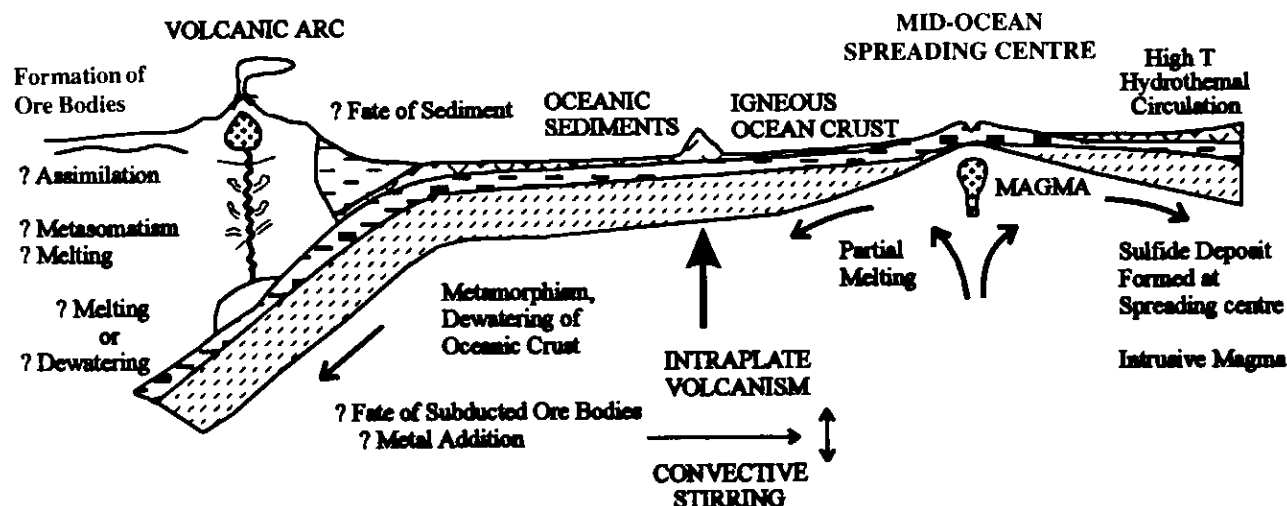 VOLCANIC ARC
MID-OCEAN
SPREADING CENTRE
Formation of
Ore Bodies
? Fate of Sediment
OCEANIC
SEDIMENTS
IGNEOUS
OCEAN CRUST
High T
Hydrothemal
Circulation
? Assimilation
? Metasomatism
? Melting
MAGMA
Partial
Melting
Sulfide Deposit
Formed at
Spreading centre
Intrusive Magma
? Melting
or
? Dewatering
Metamorphism,
Dewatering of
Oceanic Crust
INTRAPLATE
VOLCANISM
? Fate of Subducted Ore Bodies
? Metal Addition
CONVECTIVE
STIRRING